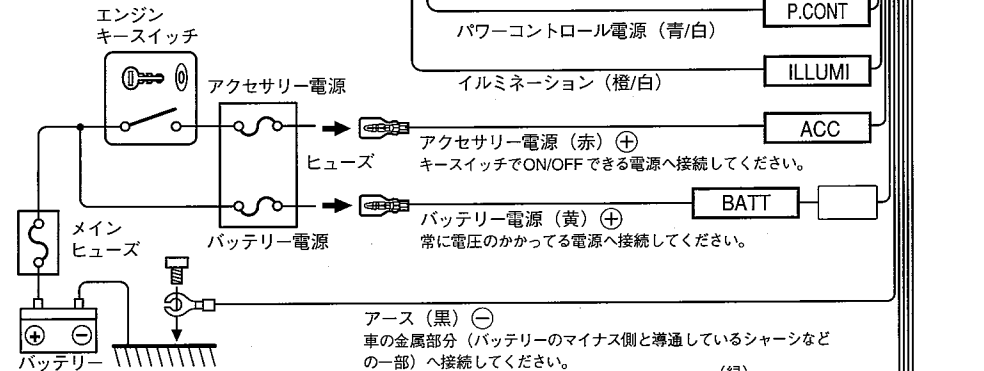 エンジン
キースイッチ
P.CONT
パワーコントロール電源（青/白）
ILLUMI
イルミネーション（橙/白）
アクセサリー電源
ACC
アクセサリー電源（赤）⊕
キースイッチでON/OFFできる電源へ接続してください。
ヒューズ
BATT
バッテリー電源（黄）⊕
常に電圧のかかってる電源へ接続してください。
バッテリー電源
メイン
ヒューズ
アース（黒）⊖
車の金属部分（バッテリーのマイナス側と導通しているシャーシなど
の一部）へ接続してください。
⊕ ⊖
バッテリー